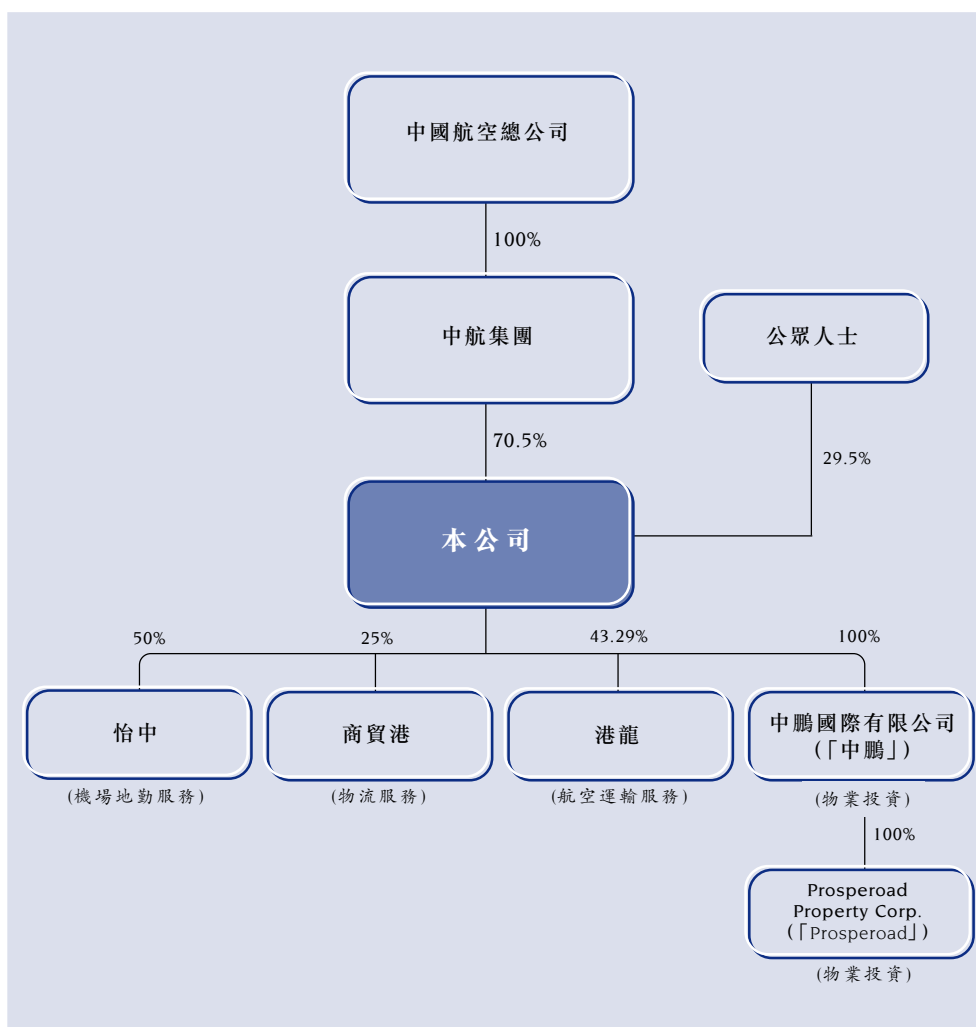 中國航空總公司
100%
中航集團
公眾人士
70.5%
29.5%
本公司
50%
25%
43.29%
100%
怡中
商貿港
港龍
中鵬國際有限公司
(「中鵬」)
(機場地勤服務)
(物流服務)
(航空運輸服務)
(物業投資)
100%
Prosperoad
Property Corp.
(「Prosperoad」)
(物業投資)